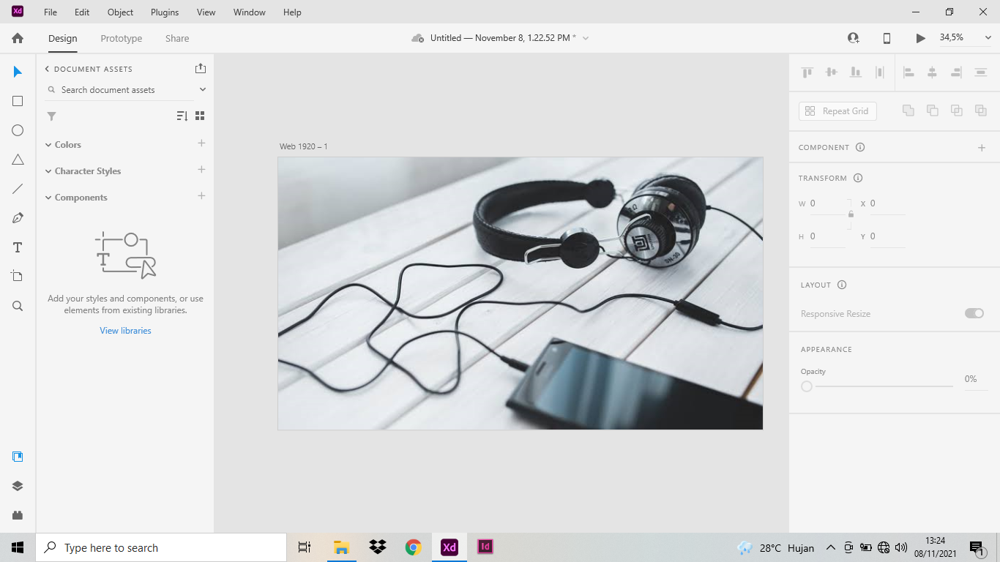 Xd File Edit Object Plugins View Window Help
Design Prototype Share Untitled — November 8, 1.22.52 PM * 34,5%
DOCUMENT ASSETS
Search document assets
Colors
Character Styles
Components
T
Add your styles and components, or use
elements from existing libraries.
View libraries
T
Web 1920 – 1
Repeat Grid
COMPONENT
TRANSFORM
W 0 X 0
H 0 Y 0
LAYOUT
Responsive Resize
APPEARANCE
Opacity
0%
Type here to search
Xd
Id
28°C Hujan
13:24
08/11/2021
1